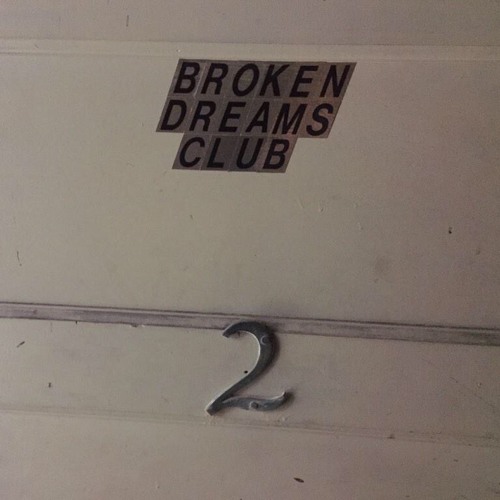 BROKEN
DREAMS
CLUB
2